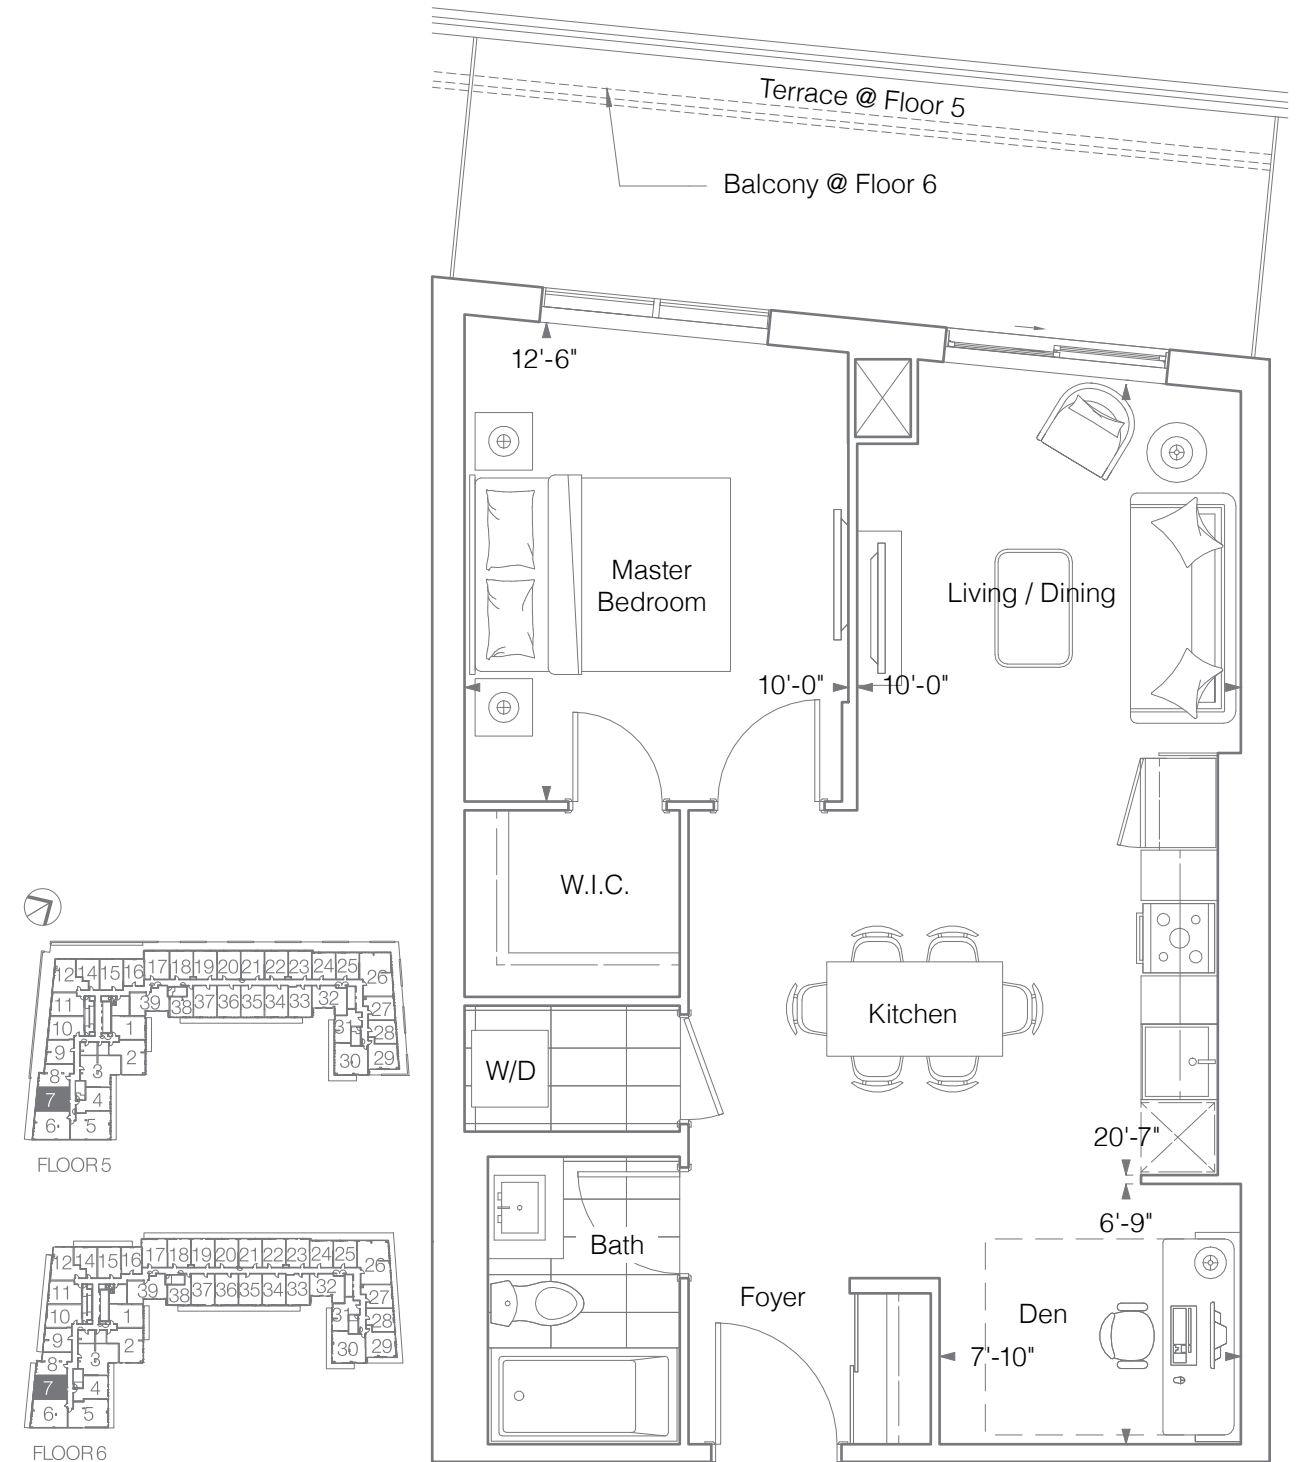 Terrace @ Floor 5
Balcony @ Floor 6
12'-6"
Master
Bedroom
Living / Dining
10'-0"
10'-0"
W.I.C.
Kitchen
W/D
20'-7"
6'-9"
Bath
Foyer
Den
7'-10"
12 14 15 16 17 18 19 20 21 22 23 24 25 26
11 39 38 37 36 35 34 33 32 27
10 1 31 28
9 2 3 30 29
8
7 4
6 5
FLOOR 5
12 14 15 16 17 18 19 20 21 22 23 24 25 26
11 39 38 37 36 35 34 33 32 27
10 1 31 28
9 2 3 30 29
8
7 4
6 5
FLOOR 6